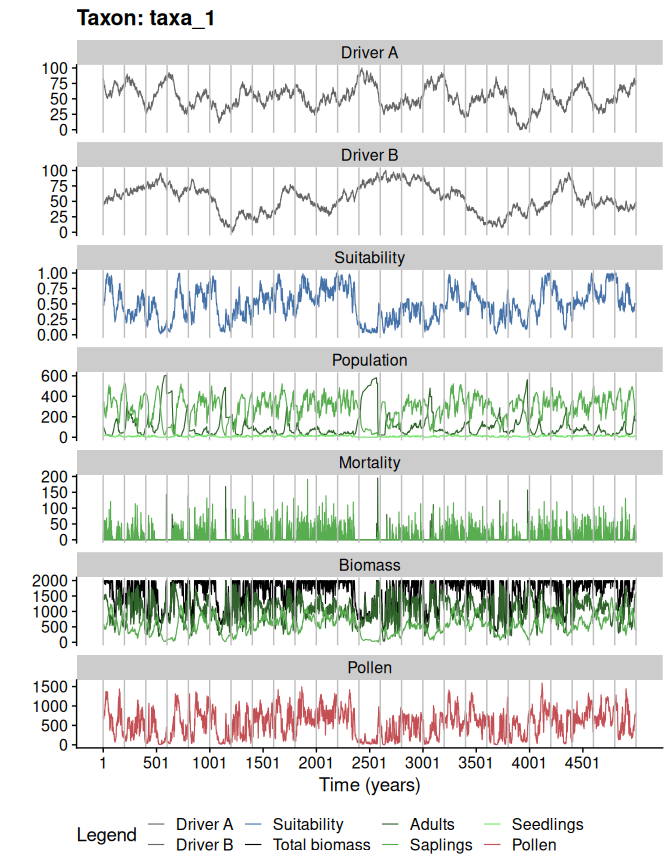 Taxon: taxa_1
Driver A
100
75
50
25
0
Driver B
100
75
50
25
0
Suitability
1.00
0.75
0.50
0.25
0.00
Population
600
400
200
0
Mortality
200
150
100
50
0
Biomass
2000
1500
1000
500
0
Pollen
1500
1000
500
0
1 501 1001 1501 2001 2501 3001 3501 4001 4501
Time (years)
Legend
Driver A Suitability Adults Seedlings
Driver B Total biomass Saplings Pollen